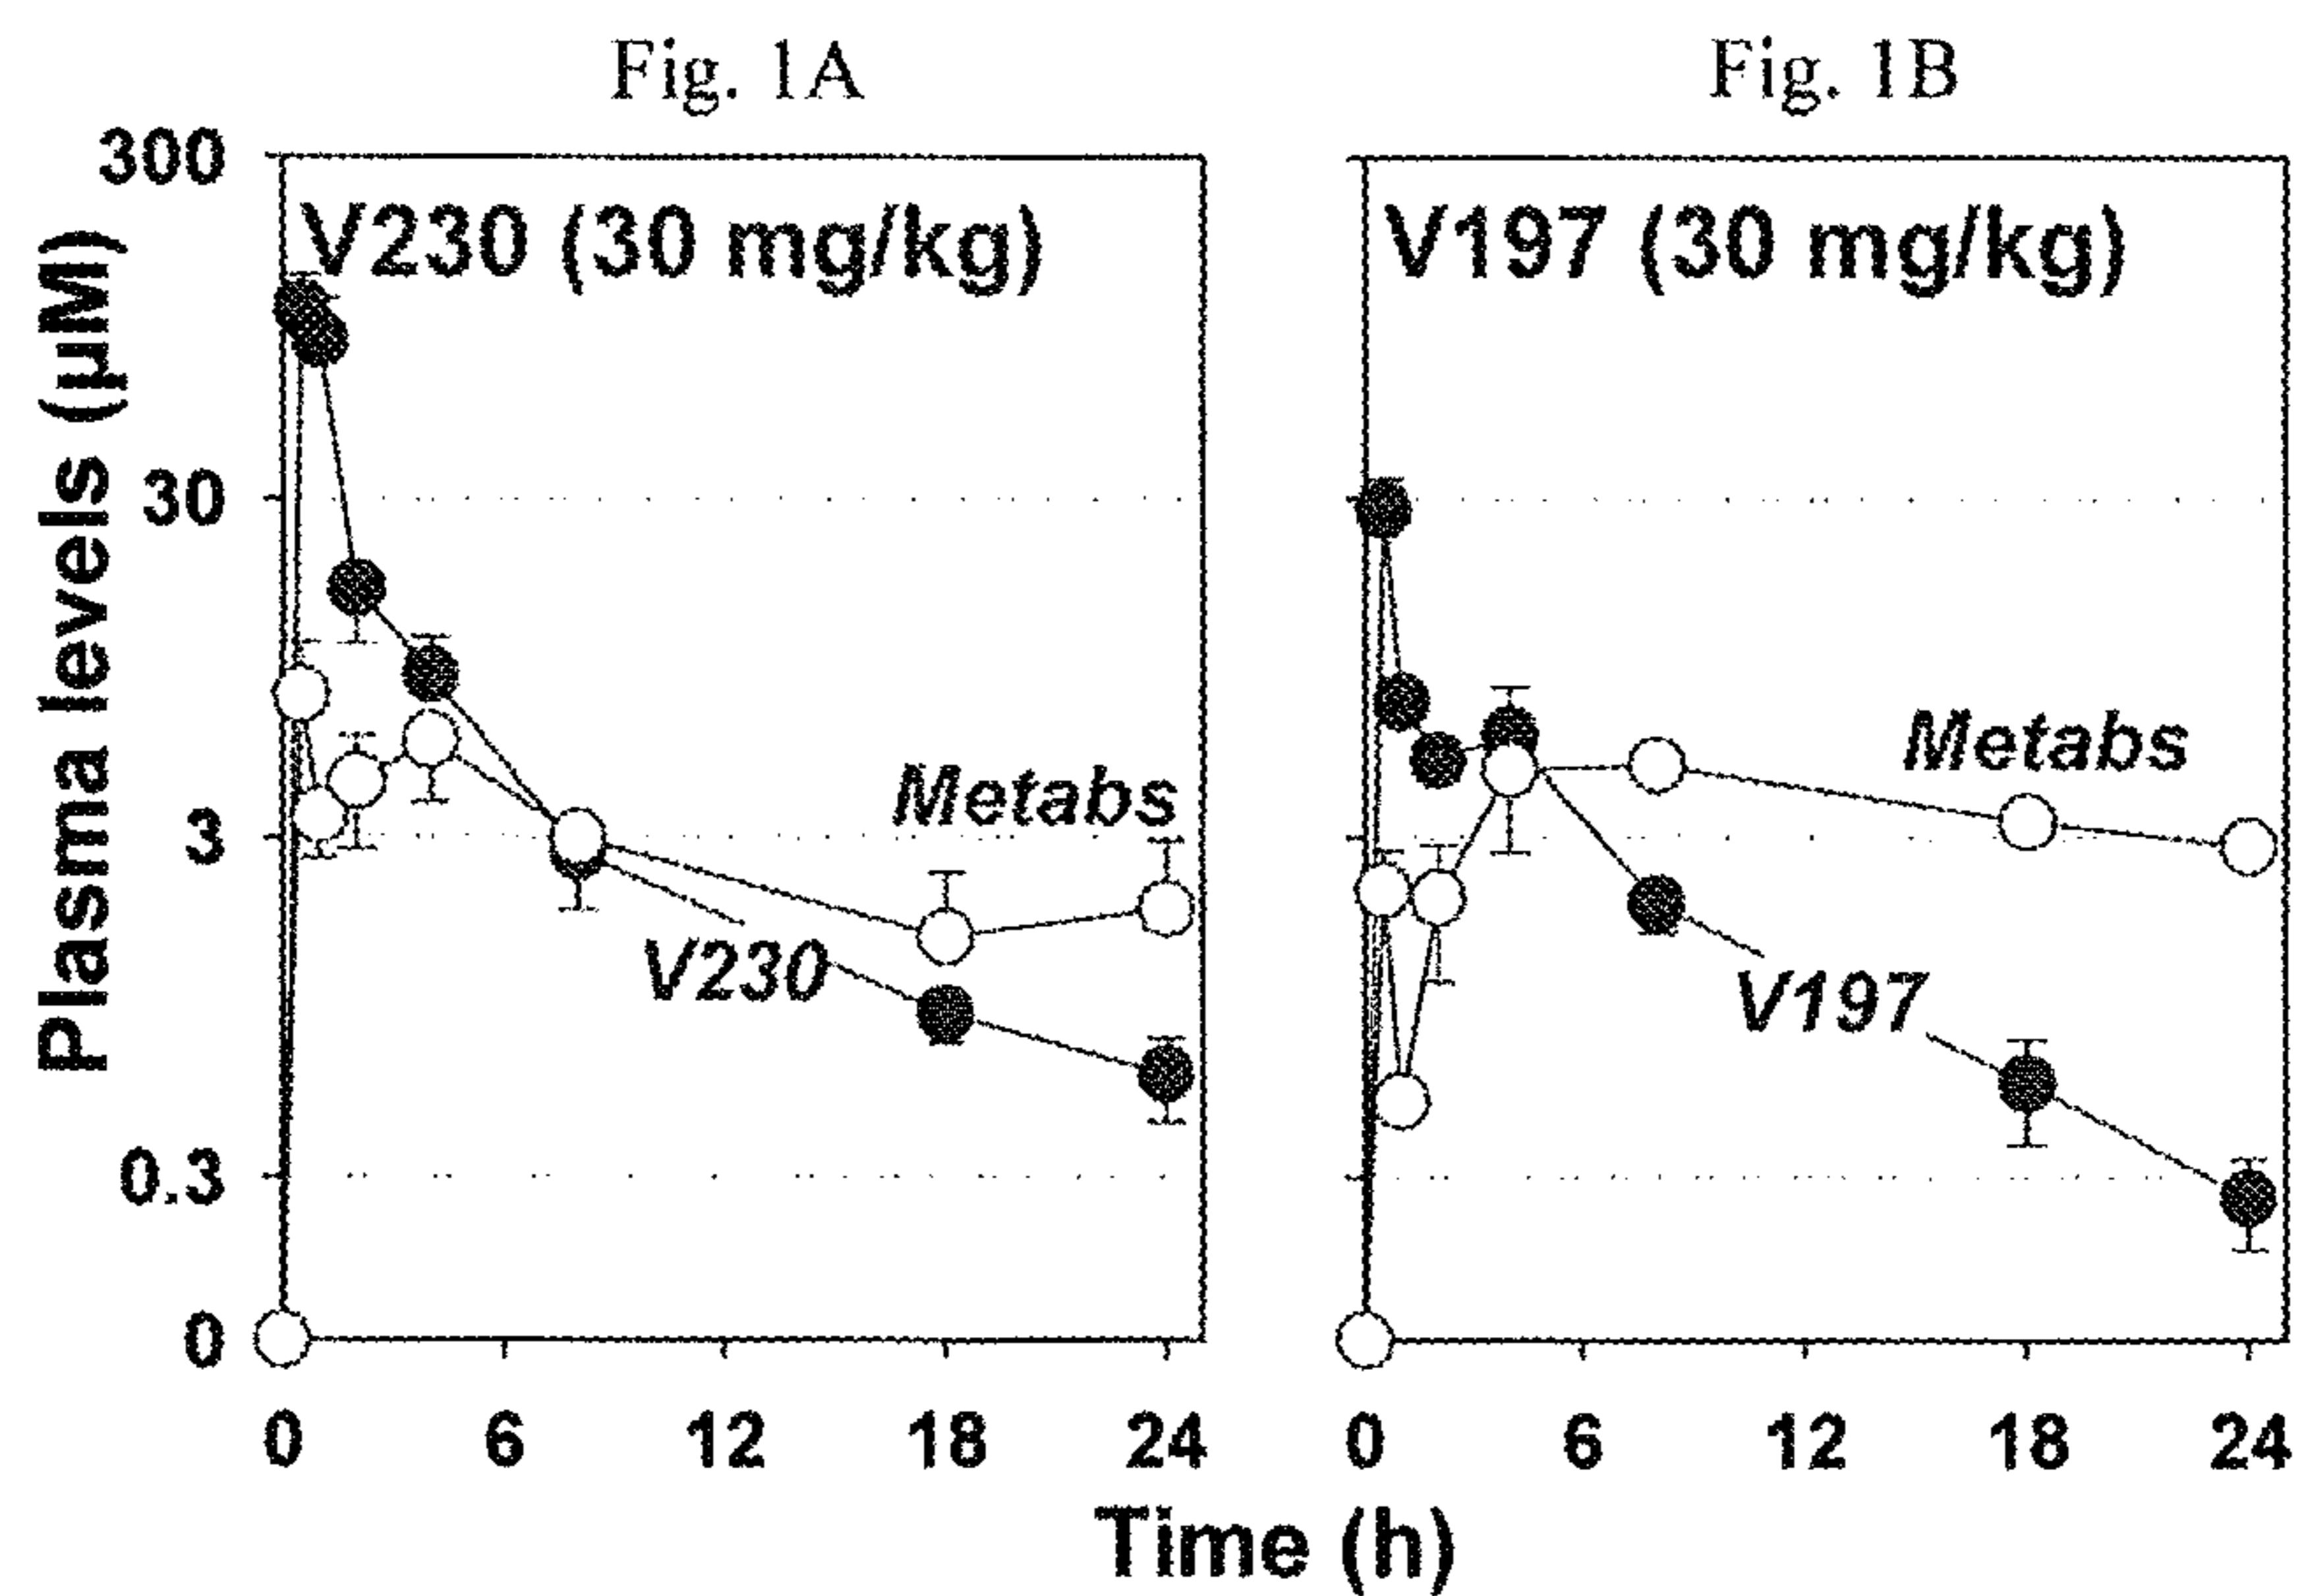 Fig. 1A
Fig. 1B
Plasma levels (µM)
300
30
3
0.3
0
V230 (30 mg/kg)
Metabs
V230
0 6 12 18 24
V197 (30 mg/kg)
Metabs
V197
0 6 12 18 24
Time (h)